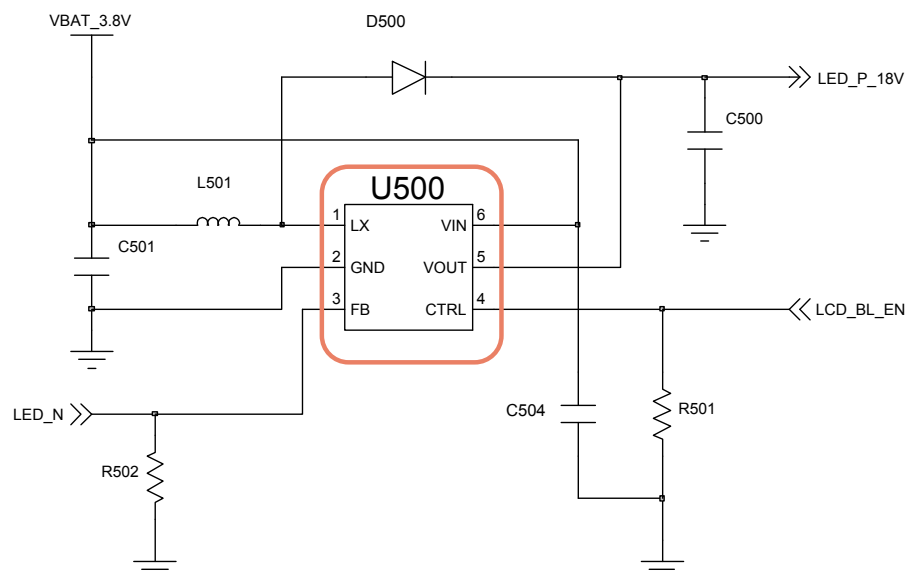 VBAT_3.8V
D500
LED_P_18V
C500
L501
U500
1 LX VIN 6
C501
2 GND VOUT 5
3 FB CTRL 4
LCD_BL_EN
LED_N
C504
R501
R502